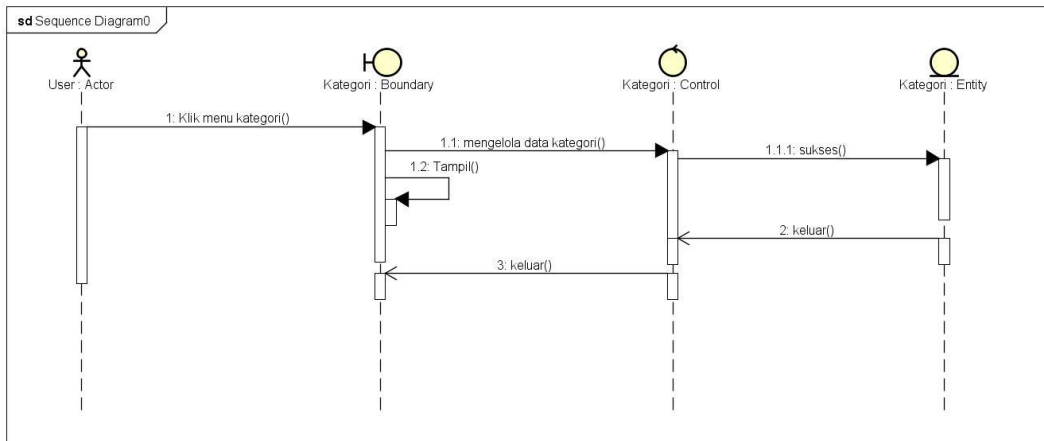 sd Sequence Diagram0
User : Actor
Kategori : Boundary
Kategori : Control
Kategori : Entity
1: Klik menu kategori()
1.1: mengelola data kategori()
1.1.1: sukses()
1.2: Tampil()
2: keluar()
3: keluar()